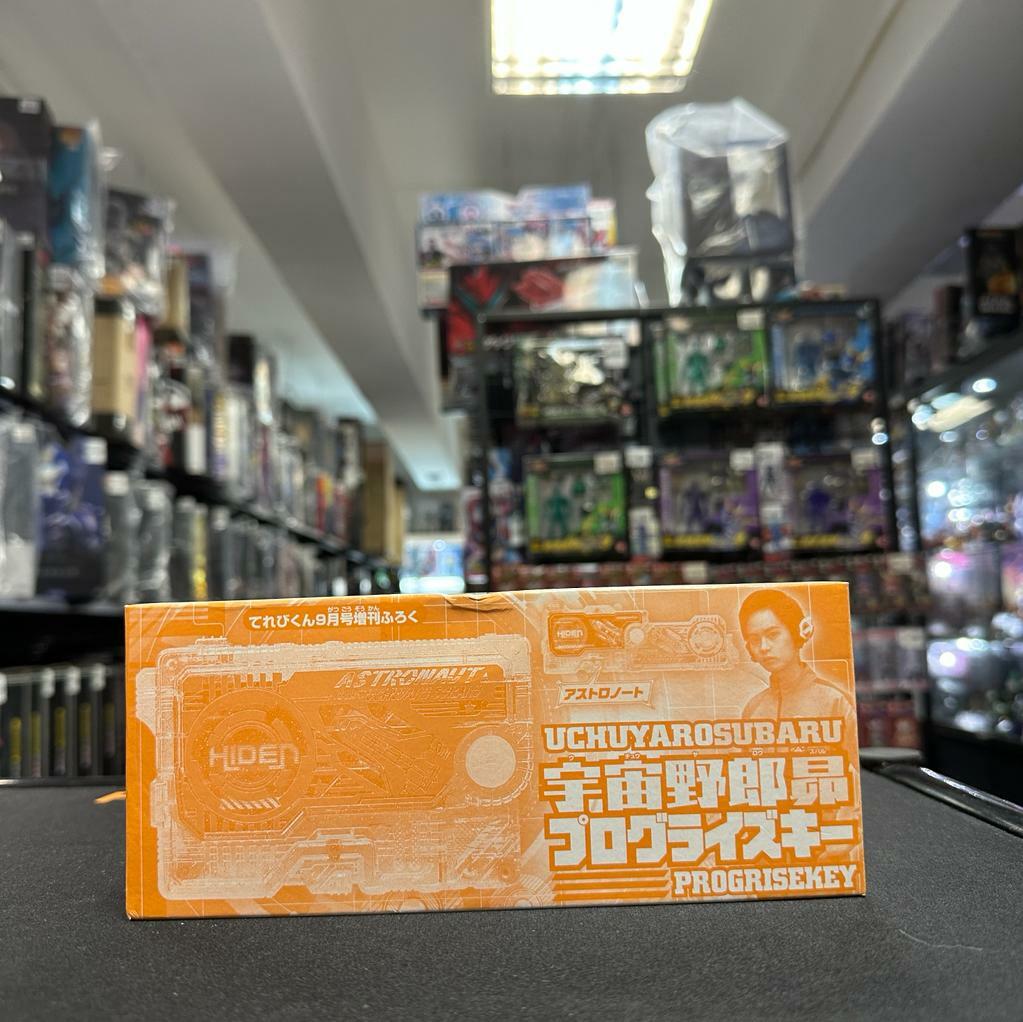 てれびくん9月号増刊ふろく
ASTRONAUT
HIDEN
HIDEN
アストロノート
UCHUYAROSUBARU
宇宙野郎昴
プログライズキー
PROGRISEKEY